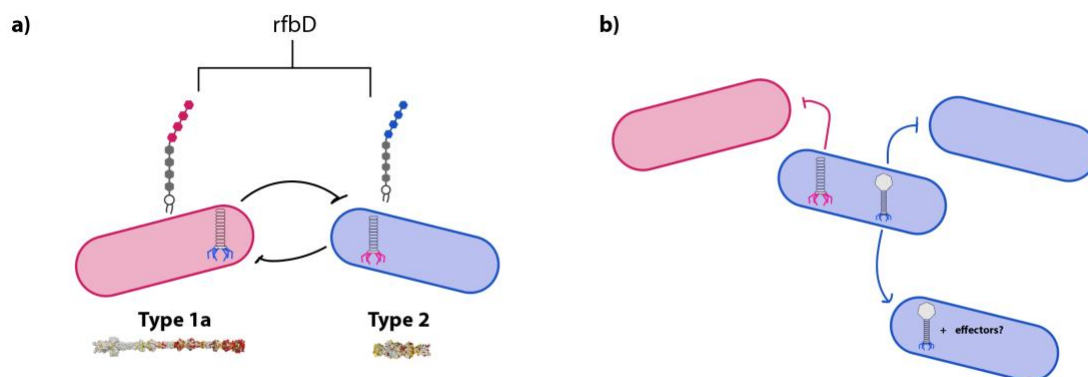 a)
rfbD
Type 1a
Type 2
b)
+ effectors?